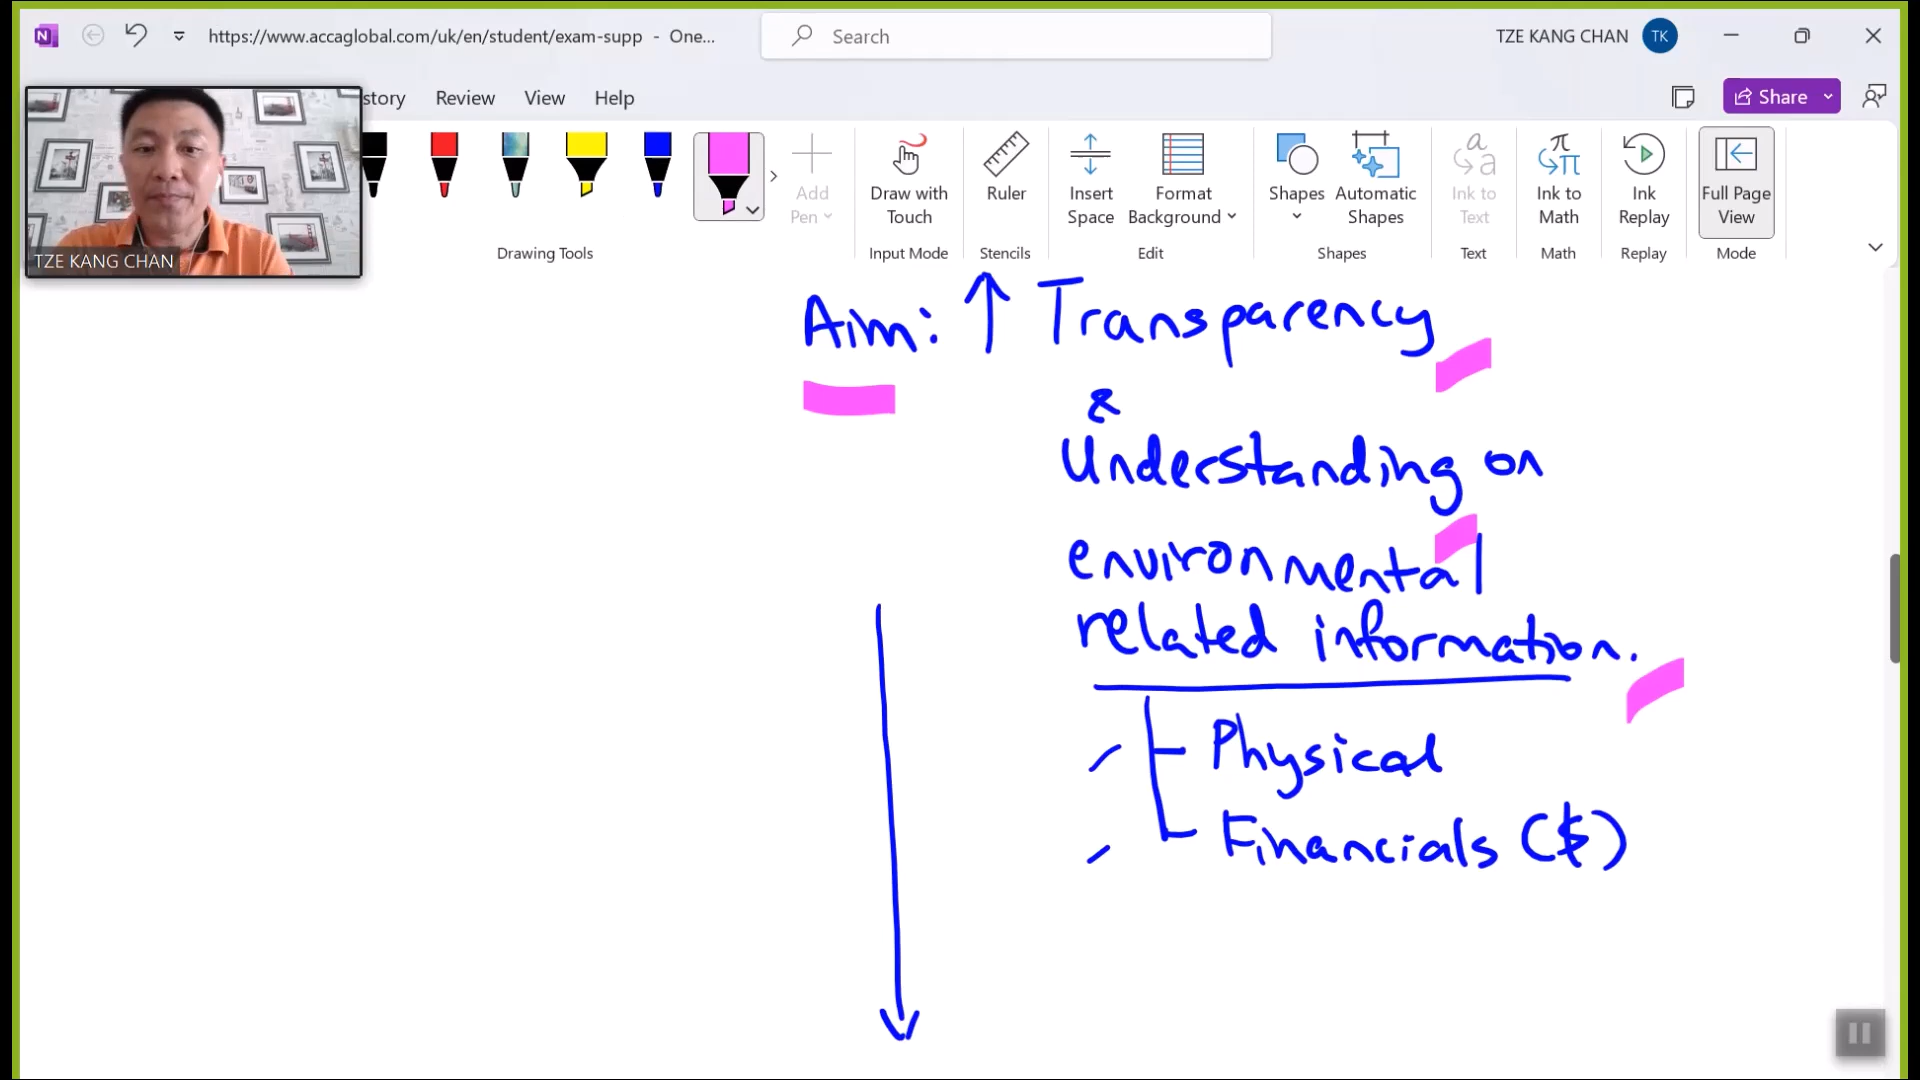 https://www.accaglobal.com/uk/en/student/exam-supp - One...
Search
TZE KANG CHAN
TK
story
Review
View
Help
Share
TZE KANG CHAN
Add Pen
Draw with Touch
Ruler
Insert Space
Format Background
Shapes
Automatic Shapes
Ink to Text
Ink to Math
Ink Replay
Full Page View
Drawing Tools
Input Mode
Stencils
Edit
Shapes
Text
Math
Replay
Mode
Aim: ↑ Transparency
&
Understanding on
environmental
related information.
Physical
Financials ($)